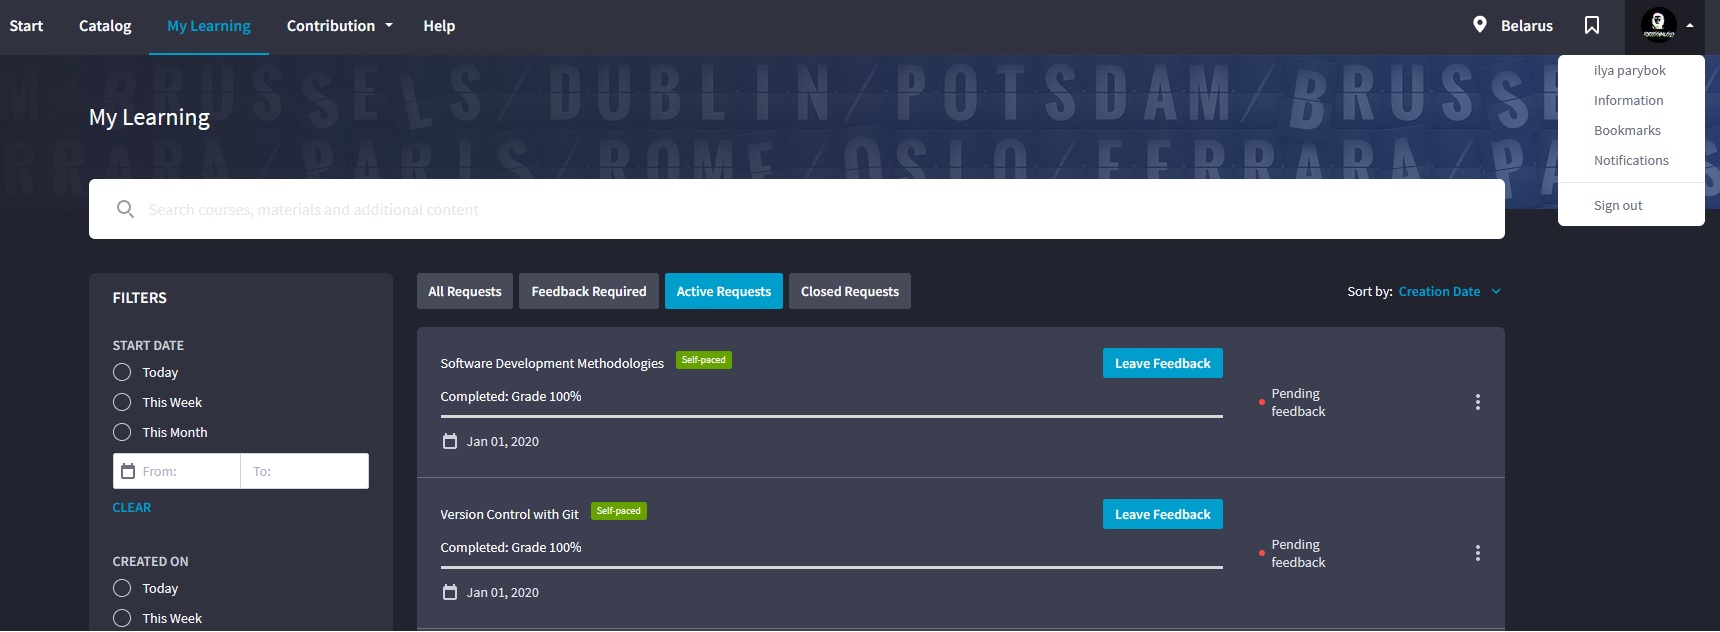 Start Catalog My Learning Contribution Help Belarus
ilya parybok
Information
Bookmarks
Notifications
Sign out
M/BRUSSELS/DUBLIN/POTSDAM/BRUSSE
My Learning
RRARA/PARIS/ROME/OSLO/FERRARA/PA
Search courses, materials and additional content
FILTERS
START DATE
Today
This Week
This Month
From: To:
CLEAR
CREATED ON
Today
This Week
All Requests Feedback Required Active Requests Closed Requests Sort by: Creation Date
Software Development Methodologies Self-paced Leave Feedback
Completed: Grade 100%
Pending
feedback
Jan 01, 2020
Version Control with Git Self-paced Leave Feedback
Completed: Grade 100%
Pending
feedback
Jan 01, 2020